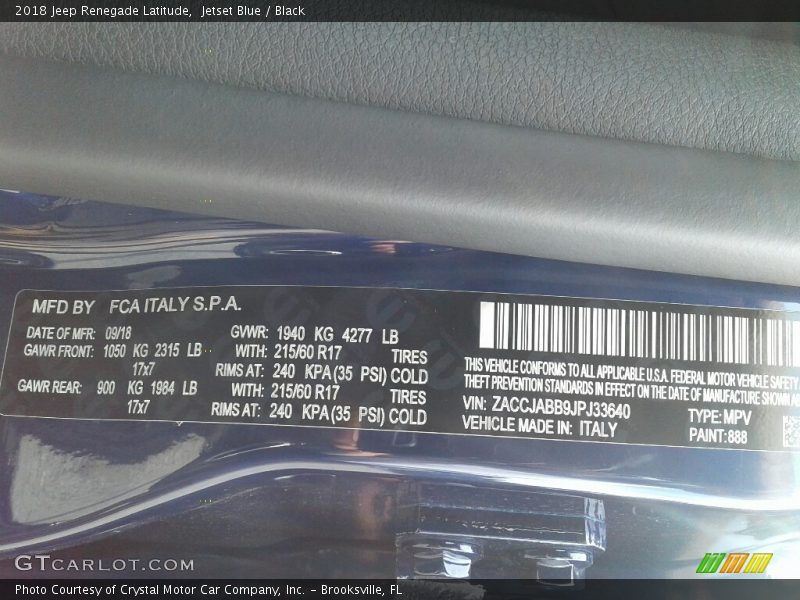 2018 Jeep Renegade Latitude,  Jetset Blue / Black
MFD BY FCA ITALY S.P.A.
DATE OF MFR: 09/18
GAWR FRONT: 1050 KG 2315 LB
17x7
GAWR REAR: 900 KG 1984 LB
17x7
GVWR: 1940 KG 4277 LB
WITH: 215/60 R17 TIRES
RIMS AT: 240 KPA(35 PSI) COLD
WITH: 215/60 R17 TIRES
RIMS AT: 240 KPA(35 PSI) COLD
THIS VEHICLE CONFORMS TO ALL APPLICABLE U.S.A. FEDERAL MOTOR VEHICLE SAFETY
THEFT PREVENTION STANDARDS IN EFFECT ON THE DATE OF MANUFACTURE SHOWN
VIN: ZACCJABB9JPJ33640
TYPE: MPV
VEHICLE MADE IN: ITALY
PAINT: 888
GTCARLOT.COM
Photo Courtesy of Crystal Motor Car Company, Inc. – Brooksville, FL